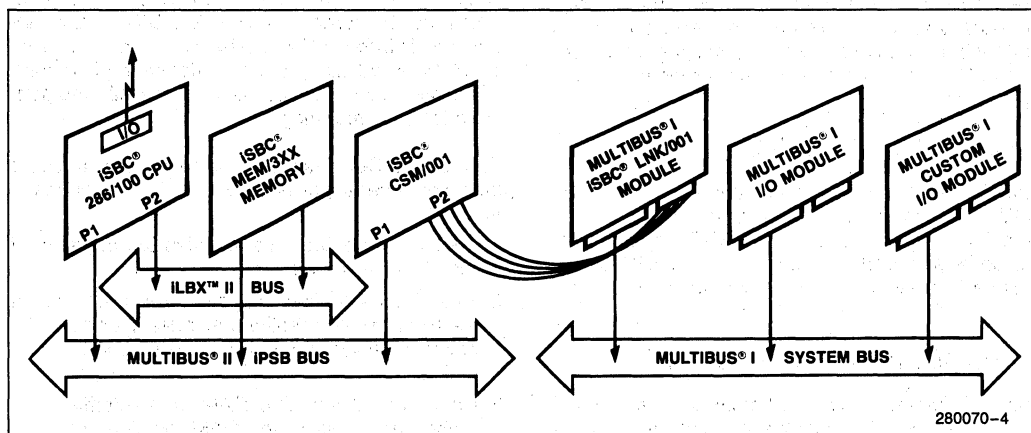 I/O
iSBC®
286/100 CPU
P1
P2
iSBC®
MEM/3XX
MEMORY
iSBC®
CSM/001
P1
P2
MULTIBUS® I
iSBC® LNK/001
MODULE
MULTIBUS® I
I/O MODULE
MULTIBUS® I
CUSTOM
I/O MODULE
iLBX™ II BUS
MULTIBUS® II iPSB BUS
MULTIBUS® I SYSTEM BUS
280070–4